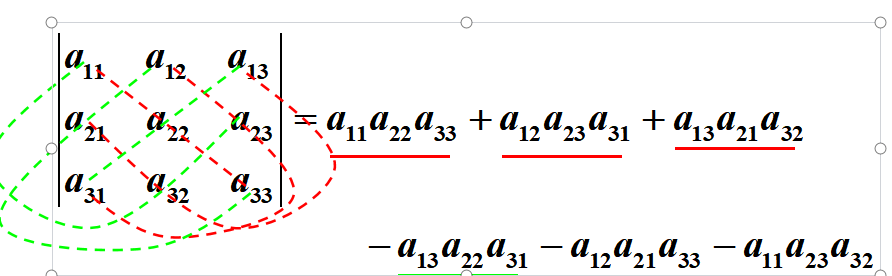 a₁₁ a₁₂ a₁₃
a₂₁ a₂₂ a₂₃ = a₁₁a₂₂a₃₃ + a₁₂a₂₃a₃₁ + a₁₃a₂₁a₃₂
a₃₁ a₃₂ a₃₃
− a₁₃a₂₂a₃₁ − a₁₂a₂₁a₃₃ − a₁₁a₂₃a₃₂